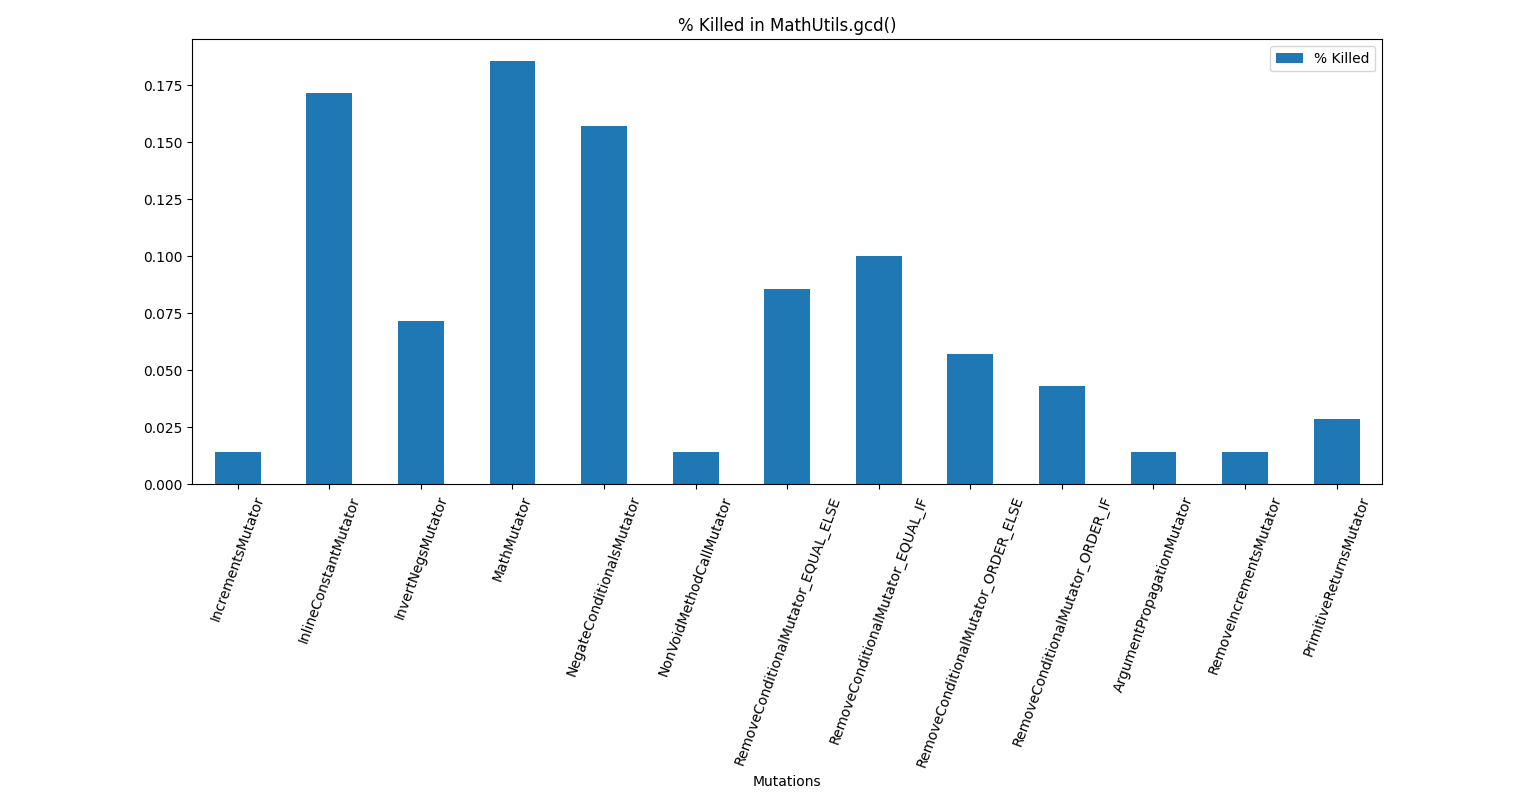 % Killed in MathUtils.gcd()
% Killed
0.175
0.150
0.125
0.100
0.075
0.050
0.025
0.000
IncrementsMutator
InlineConstantMutator
InvertNegsMutator
MathMutator
NegateConditionalsMutator
NonVoidMethodCallMutator
RemoveConditionalMutator_EQUAL_ELSE
RemoveConditionalMutator_EQUAL_IF
RemoveConditionalMutator_ORDER_ELSE
RemoveConditionalMutator_ORDER_IF
ArgumentPropagationMutator
RemoveIncrementsMutator
PrimitiveReturnsMutator
Mutations